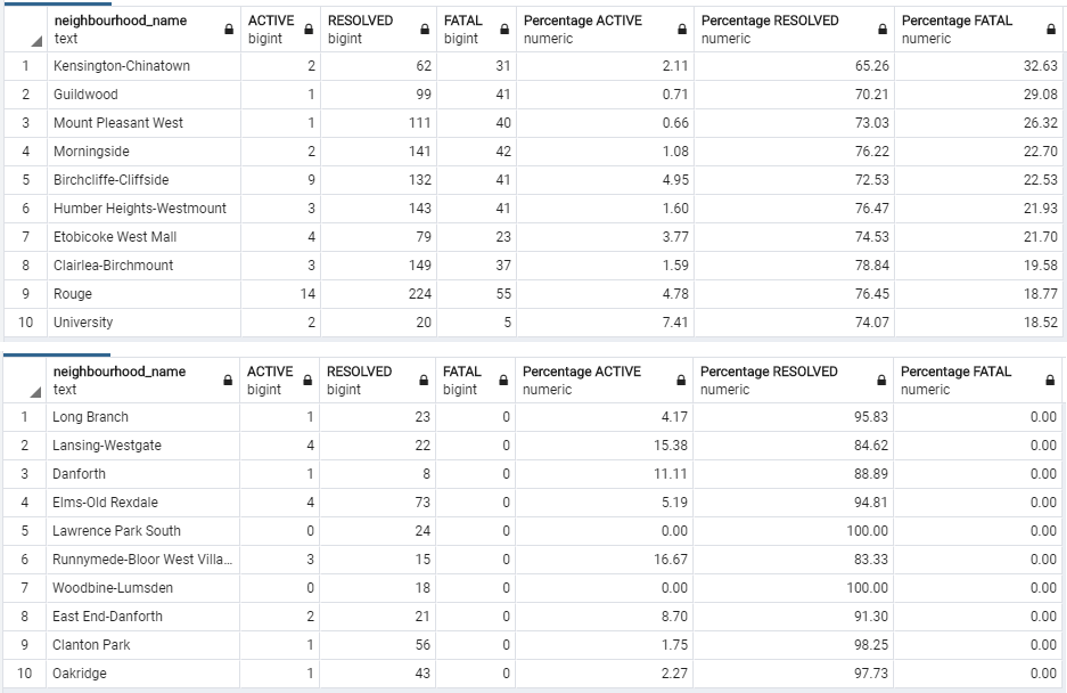 neighbourhood_name ACTIVE RESOLVED FATAL Percentage ACTIVE Percentage RESOLVED Percentage FATAL
text bigint bigint bigint numeric numeric numeric
1 Kensington-Chinatown 2 62 31 2.11 65.26 32.63
2 Guildwood 1 99 41 0.71 70.21 29.08
3 Mount Pleasant West 1 111 40 0.66 73.03 26.32
4 Morningside 2 141 42 1.08 76.22 22.70
5 Birchcliffe-Cliffside 9 132 41 4.95 72.53 22.53
6 Humber Heights-Westmount 3 143 41 1.60 76.47 21.93
7 Etobicoke West Mall 4 79 23 3.77 74.53 21.70
8 Clairlea-Birchmount 3 149 37 1.59 78.84 19.58
9 Rouge 14 224 55 4.78 76.45 18.77
10 University 2 20 5 7.41 74.07 18.52
neighbourhood_name ACTIVE RESOLVED FATAL Percentage ACTIVE Percentage RESOLVED Percentage FATAL
text bigint bigint bigint numeric numeric numeric
1 Long Branch 1 23 0 4.17 95.83 0.00
2 Lansing-Westgate 4 22 0 15.38 84.62 0.00
3 Danforth 1 8 0 11.11 88.89 0.00
4 Elms-Old Rexdale 4 73 0 5.19 94.81 0.00
5 Lawrence Park South 0 24 0 0.00 100.00 0.00
6 Runnymede-Bloor West Villa... 3 15 0 16.67 83.33 0.00
7 Woodbine-Lumsden 0 18 0 0.00 100.00 0.00
8 East End-Danforth 2 21 0 8.70 91.30 0.00
9 Clanton Park 1 56 0 1.75 98.25 0.00
10 Oakridge 1 43 0 2.27 97.73 0.00